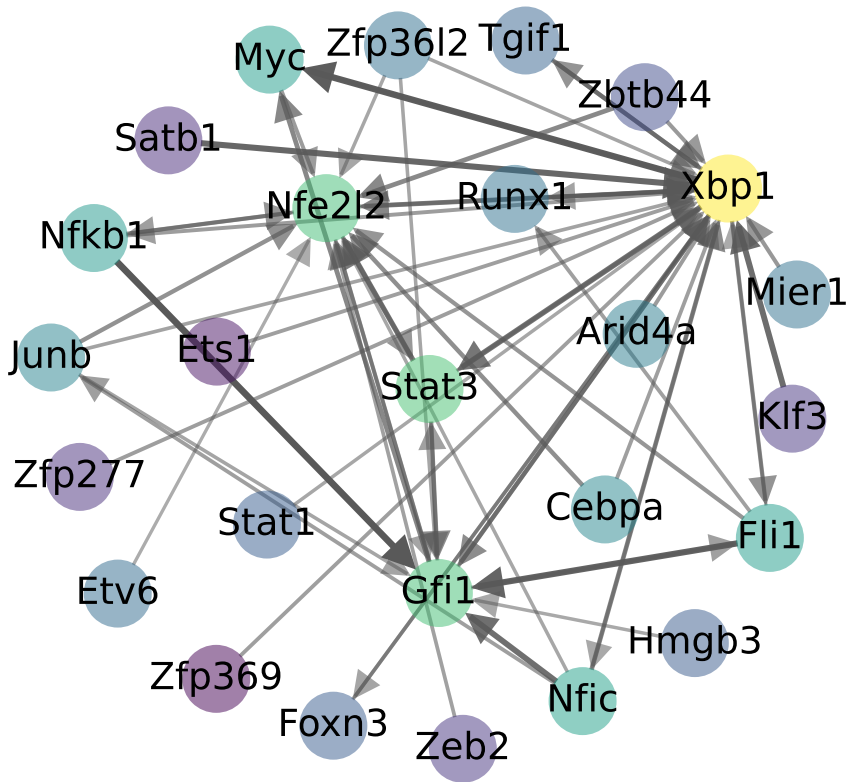 Myc
Zfp36l2
Tgif1
Zbtb44
Satb1
Xbp1
Nfe2l2
Runx1
Nfkb1
Mier1
Junb
Ets1
Arid4a
Stat3
Klf3
Zfp277
Stat1
Cebpa
Fli1
Etv6
Gfi1
Hmgb3
Zfp369
Foxn3
Nfic
Zeb2